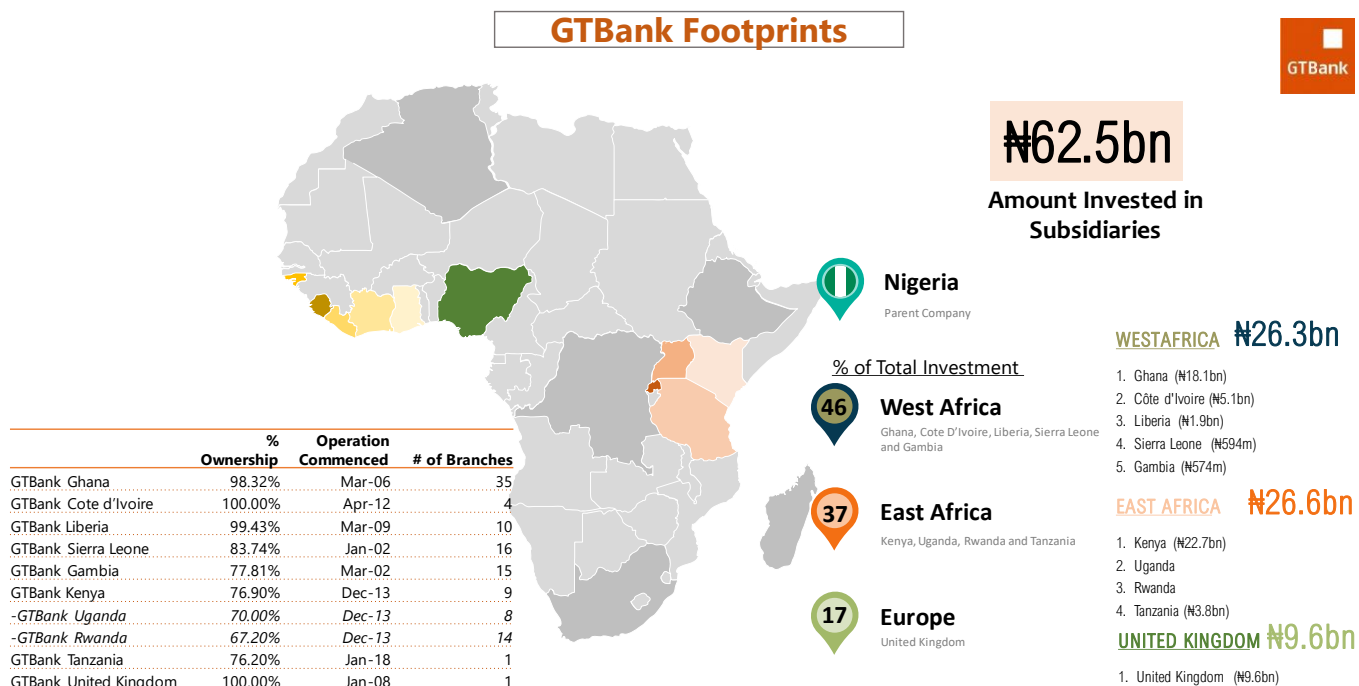 GTBank Footprints
GTBank
₦62.5bn
Amount Invested in
Subsidiaries
Nigeria
Parent Company
% of Total Investment
46
West Africa
Ghana, Cote D'Ivoire, Liberia, Sierra Leone
and Gambia
37
East Africa
Kenya, Uganda, Rwanda and Tanzania
17
Europe
United Kingdom
WESTAFRICA ₦26.3bn
1. Ghana (₦18.1bn)
2. Côte d'Ivoire (₦5.1bn)
3. Liberia (₦1.9bn)
4. Sierra Leone (₦594m)
5. Gambia (₦574m)
EAST AFRICA ₦26.6bn
1. Kenya (₦22.7bn)
2. Uganda
3. Rwanda
4. Tanzania (₦3.8bn)
UNITED KINGDOM ₦9.6bn
1. United Kingdom (₦9.6bn)
% Operation
Ownership Commenced # of Branches
GTBank Ghana 98.32% Mar-06 35
GTBank Cote d'Ivoire 100.00% Apr-12 4
GTBank Liberia 99.43% Mar-09 10
GTBank Sierra Leone 83.74% Jan-02 16
GTBank Gambia 77.81% Mar-02 15
GTBank Kenya 76.90% Dec-13 9
-GTBank Uganda 70.00% Dec-13 8
-GTBank Rwanda 67.20% Dec-13 14
GTBank Tanzania 76.20% Jan-18 1
GTBank United Kingdom 100.00% Jan-08 1